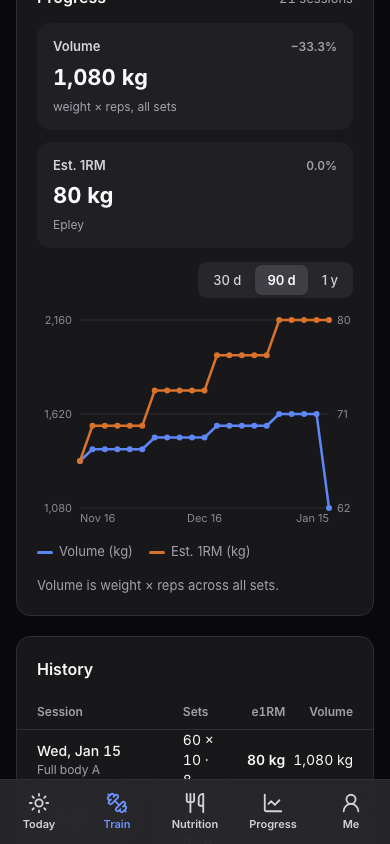 Progress 21 sessions
Volume −33.3%
1,080 kg
weight × reps, all sets
Est. 1RM 0.0%
80 kg
Epley
30 d 90 d 1 y
2,160 80
1,620 71
1,080 62
Nov 16 Dec 16 Jan 15
Volume (kg) Est. 1RM (kg)
Volume is weight × reps across all sets.
History
Session Sets e1RM Volume
60 ×
Wed, Jan 15 10 · 80 kg 1,080 kg
Full body A
Today Train Nutrition Progress Me